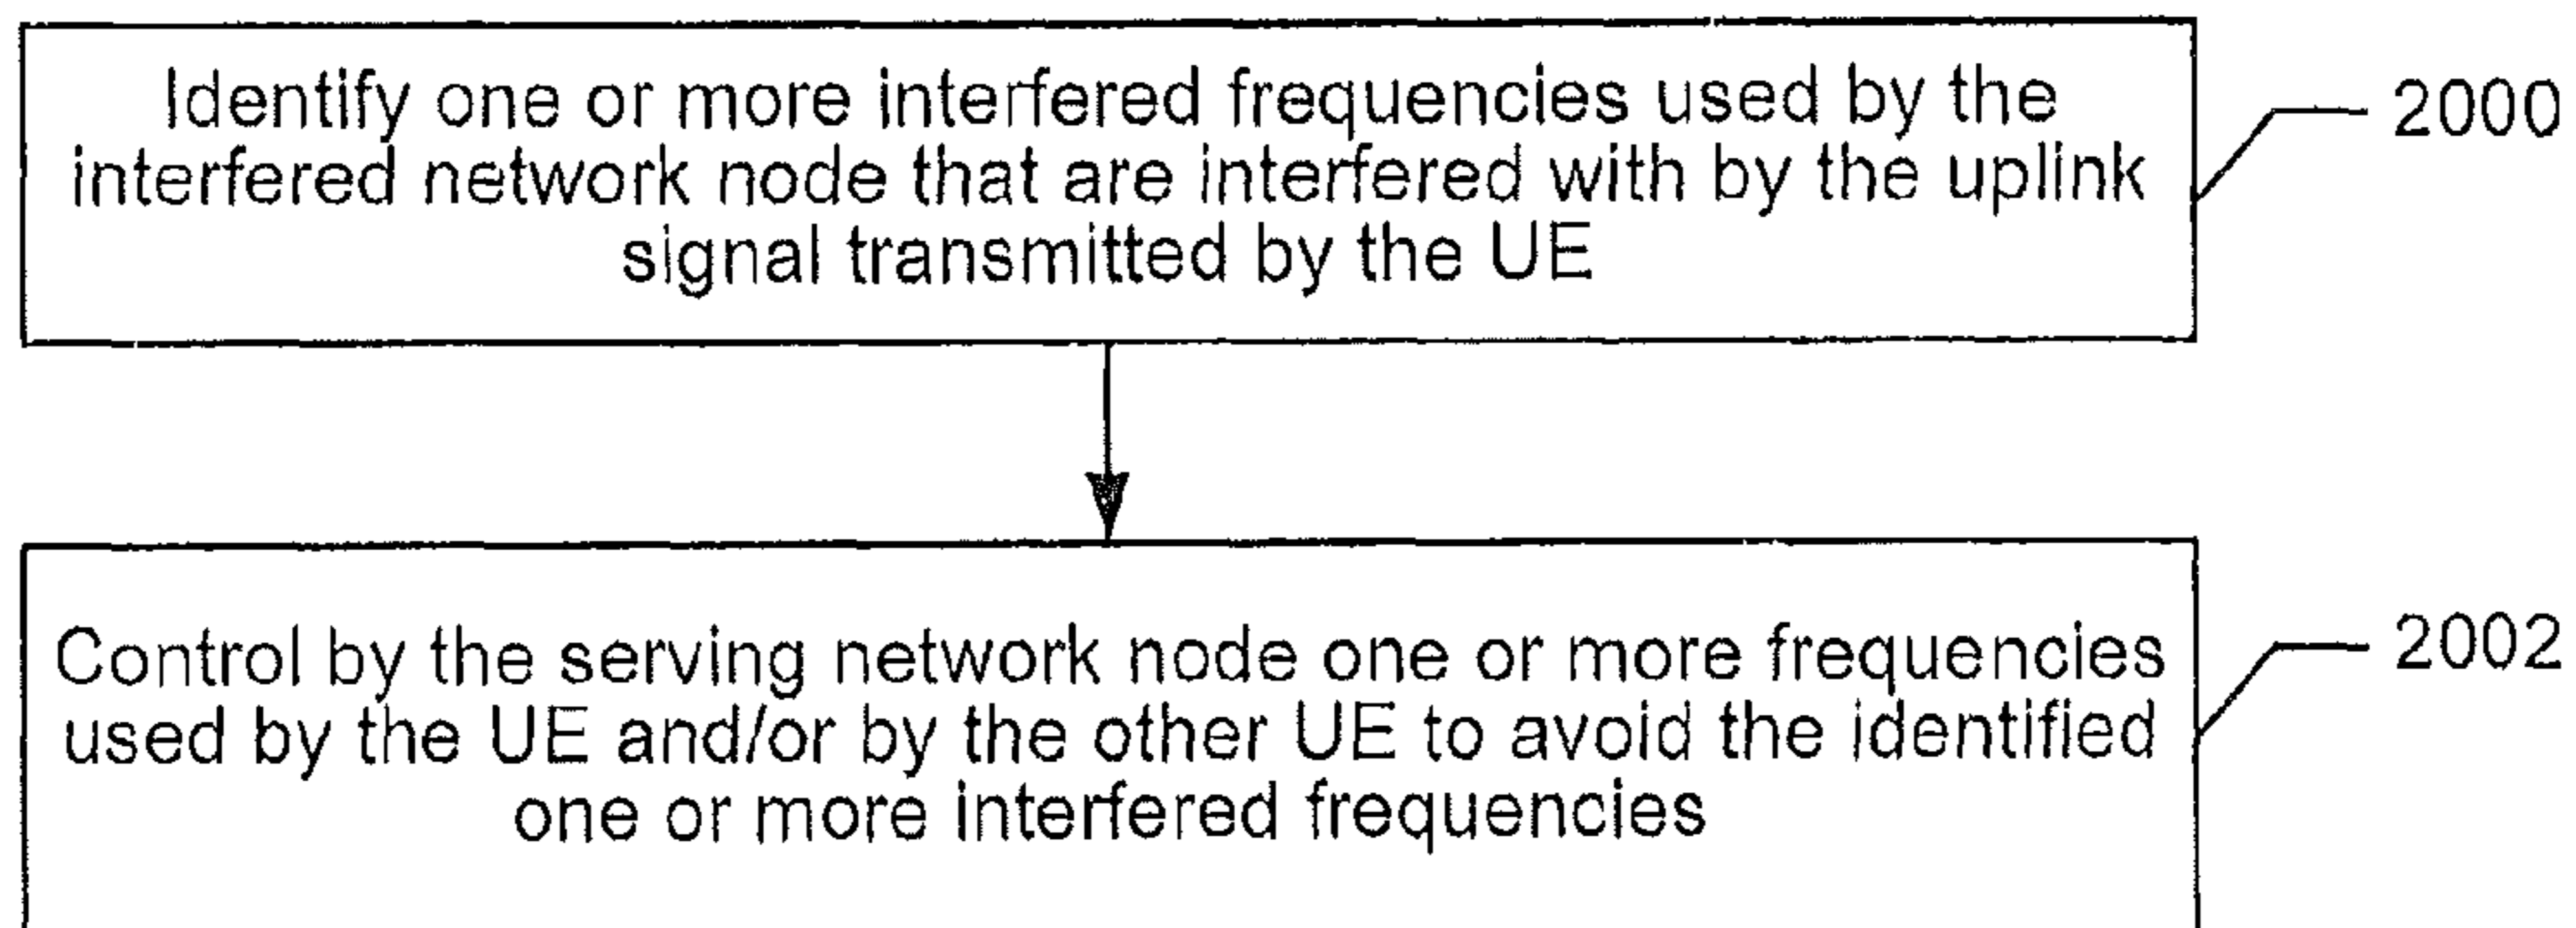 Identify one or more interfered frequencies used by the
interfered network node that are interfered with by the uplink
signal transmitted by the UE
2000
Control by the serving network node one or more frequencies
used by the UE and/or by the other UE to avoid the identified
one or more interfered frequencies
2002